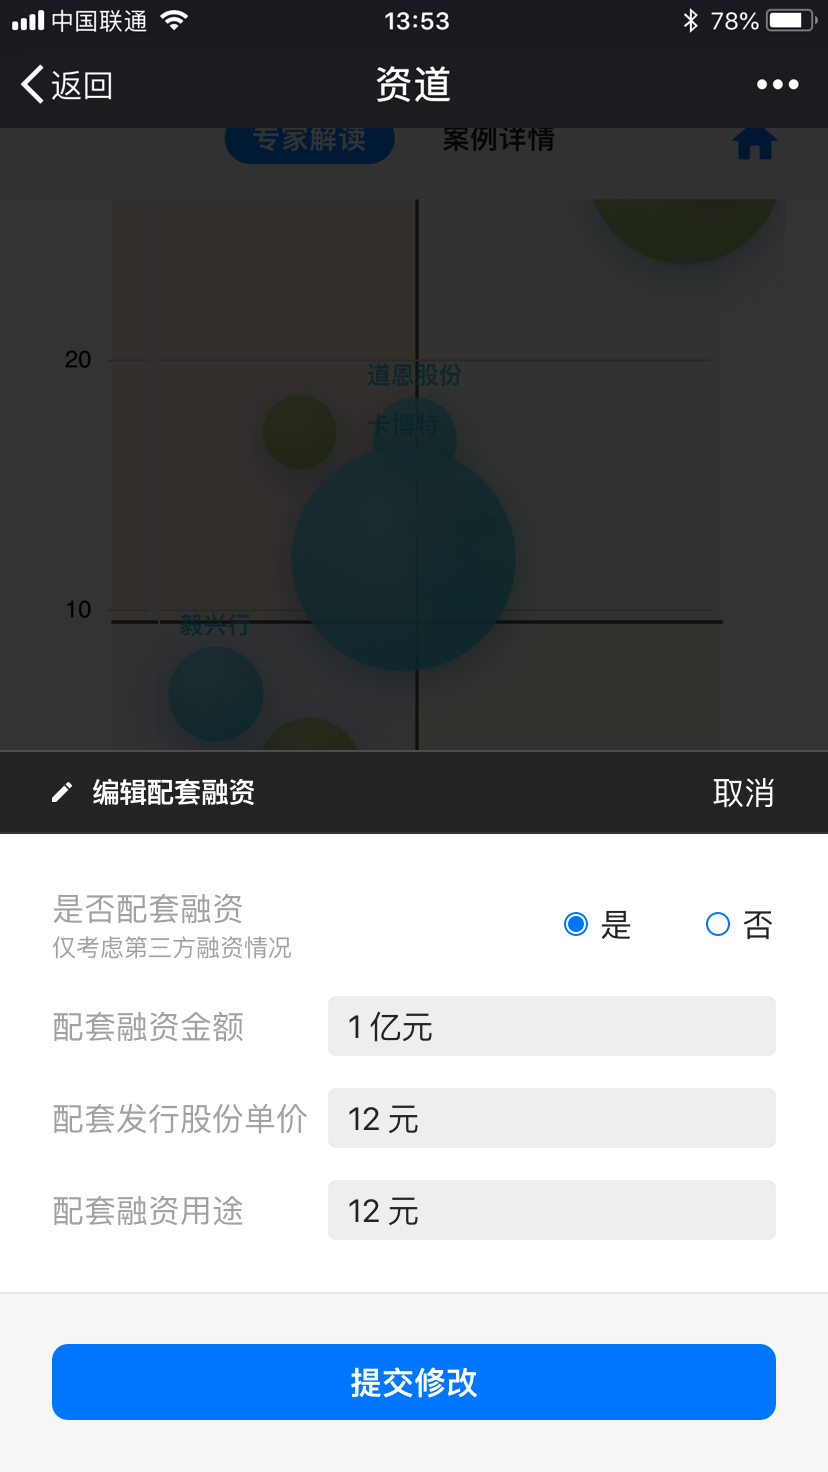 中国联通 13:53 78%
返回 资道
专家解读 案例详情
20
道恩股份
卡博特
10
毅兴行
编辑配套融资 取消
是否配套融资
仅考虑第三方融资情况
是 否
配套融资金额 1 亿元
配套发行股份单价 12 元
配套融资用途 12 元
提交修改